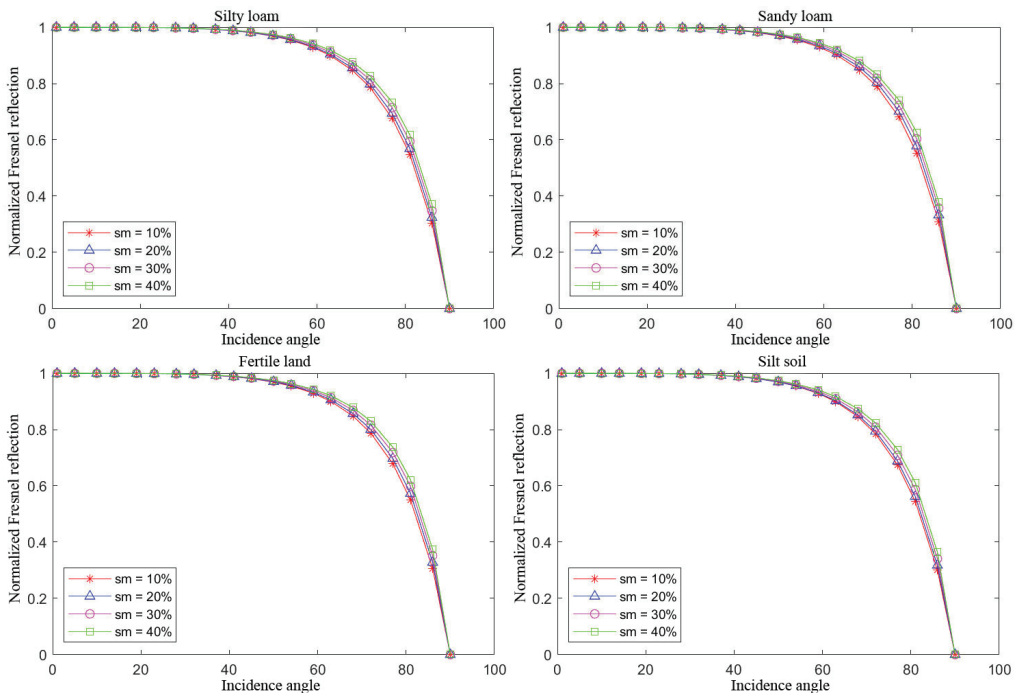 Silty loam
Normalized Fresnel reflection
1
0.8
0.6
0.4
0.2
0
sm = 10%
sm = 20%
sm = 30%
sm = 40%
0 20 40 60 80 100
Incidence angle
Sandy loam
Normalized Fresnel reflection
1
0.8
0.6
0.4
0.2
0
sm = 10%
sm = 20%
sm = 30%
sm = 40%
0 20 40 60 80 100
Incidence angle
Fertile land
Normalized Fresnel reflection
1
0.8
0.6
0.4
0.2
0
sm = 10%
sm = 20%
sm = 30%
sm = 40%
0 20 40 60 80 100
Incidence angle
Silt soil
Normalized Fresnel reflection
1
0.8
0.6
0.4
0.2
0
sm = 10%
sm = 20%
sm = 30%
sm = 40%
0 20 40 60 80 100
Incidence angle